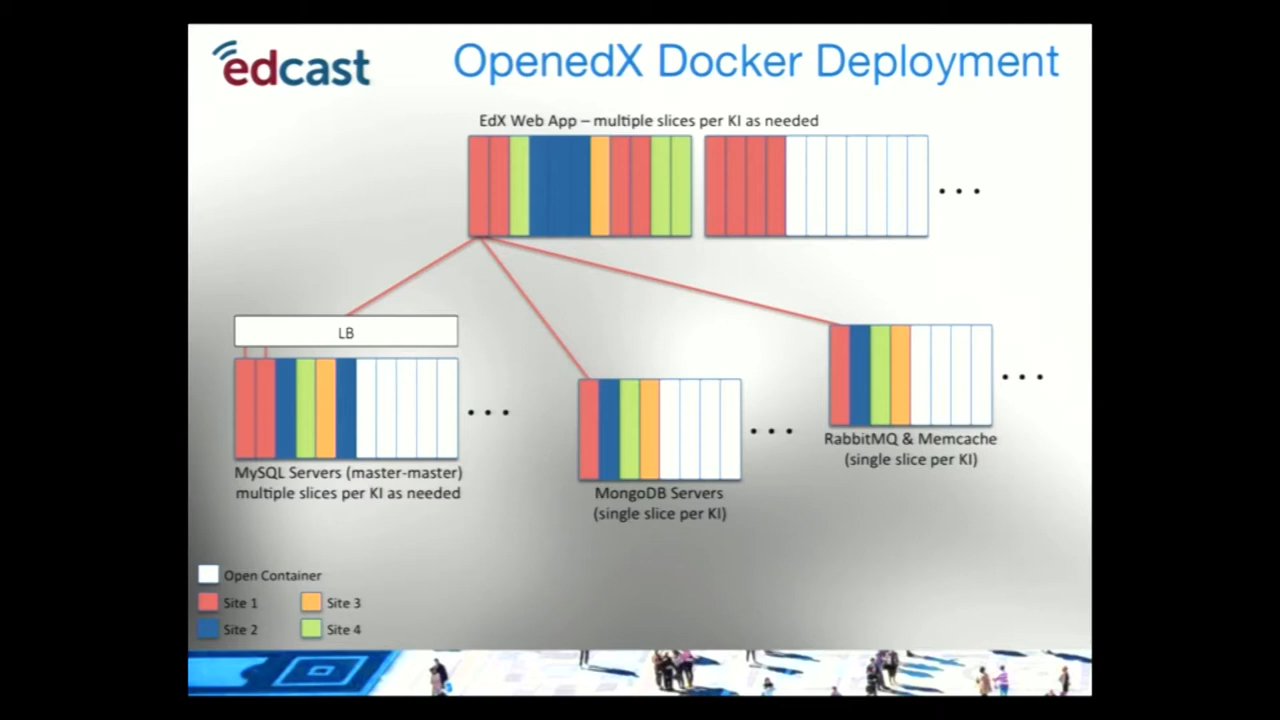 edcast
OpenedX Docker Deployment
EdX Web App – multiple slices per KI as needed
LB
MySQL Servers (master-master)
multiple slices per KI as needed
MongoDB Servers
(single slice per KI)
RabbitMQ & Memcache
(single slice per KI)
Open Container
Site 1
Site 3
Site 2
Site 4